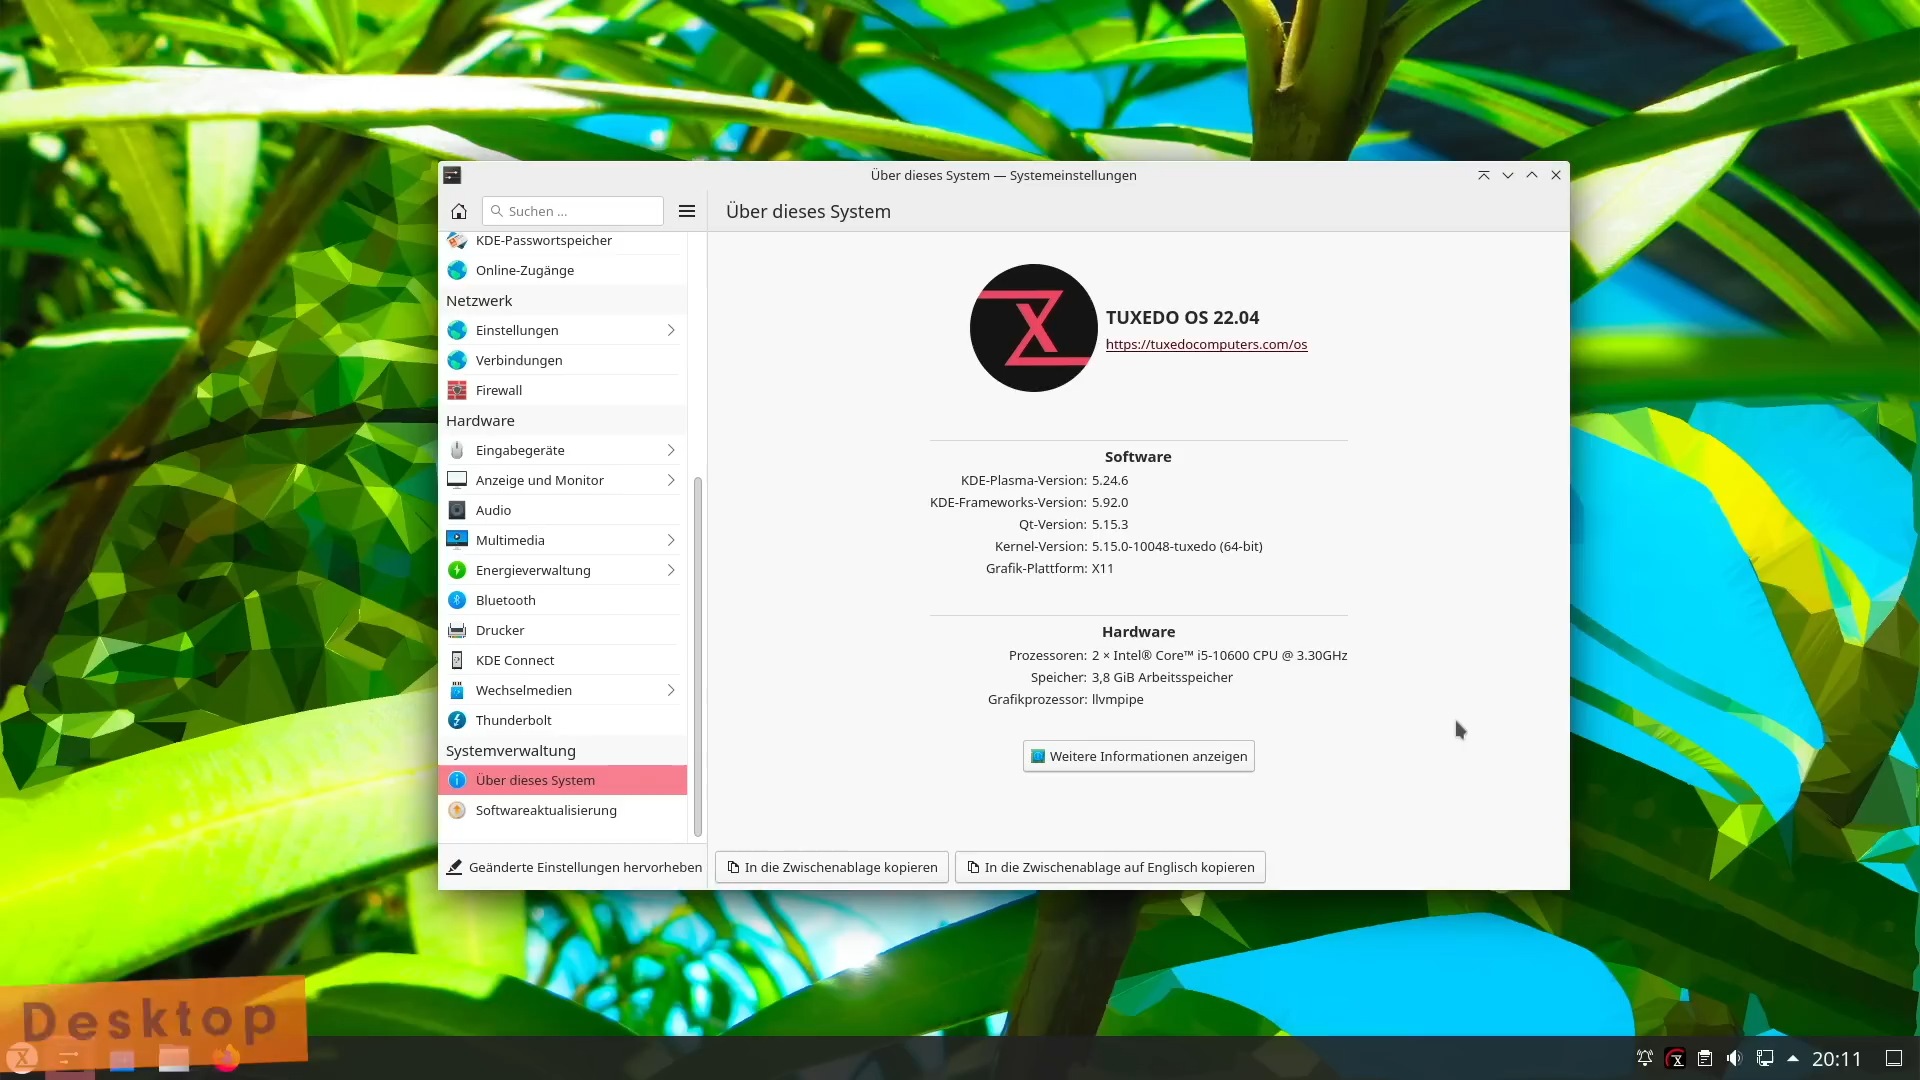 Über dieses System — Systemeinstellungen
Suchen ...
Über dieses System
KDE-Passwortspeicher
Online-Zugänge
Netzwerk
Einstellungen
Verbindungen
Firewall
Hardware
Eingabegeräte
Anzeige und Monitor
Audio
Multimedia
Energieverwaltung
Bluetooth
Drucker
KDE Connect
Wechselmedien
Thunderbolt
Systemverwaltung
Über dieses System
Softwareaktualisierung
Geänderte Einstellungen hervorheben
TUXEDO OS 22.04
https://tuxedocomputers.com/os
Software
KDE-Plasma-Version: 5.24.6
KDE-Frameworks-Version: 5.92.0
Qt-Version: 5.15.3
Kernel-Version: 5.15.0-10048-tuxedo (64-bit)
Grafik-Plattform: X11
Hardware
Prozessoren: 2 × Intel® Core™ i5-10600 CPU @ 3.30GHz
Speicher: 3,8 GiB Arbeitsspeicher
Grafikprozessor: llvmpipe
Weitere Informationen anzeigen
In die Zwischenablage kopieren
In die Zwischenablage auf Englisch kopieren
Desktop
20:11